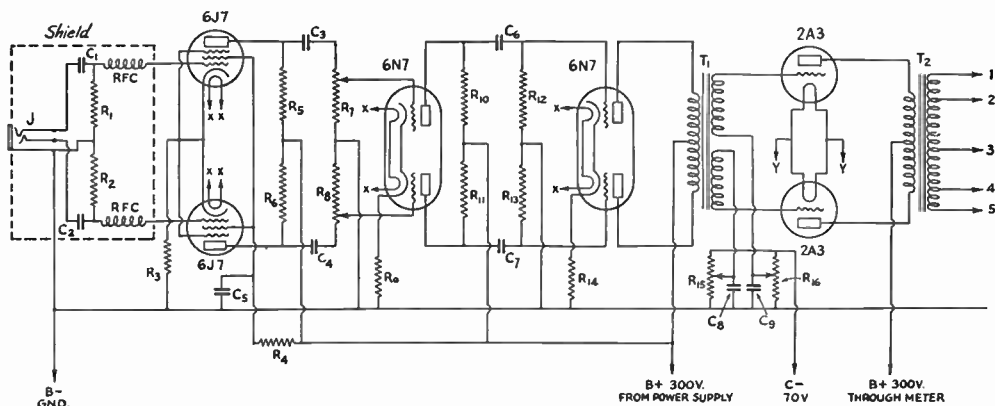 Shield
6J7
C1
RFC
J
R1
R2
C2
RFC
x x
x x
6J7
R3
C5
R4
R5
R6
C3
C4
R7
R8
6N7
x
x
R9
R10
R11
C6
C7
R12
R13
6N7
x
x
R14
T1
2A3
Y
Y
2A3
R15
R16
C8
C9
T2
1
2
3
4
5
B-
GND.
B+ 300V.
FROM POWER SUPPLY
C-
70V
B+ 300V.
THROUGH METER